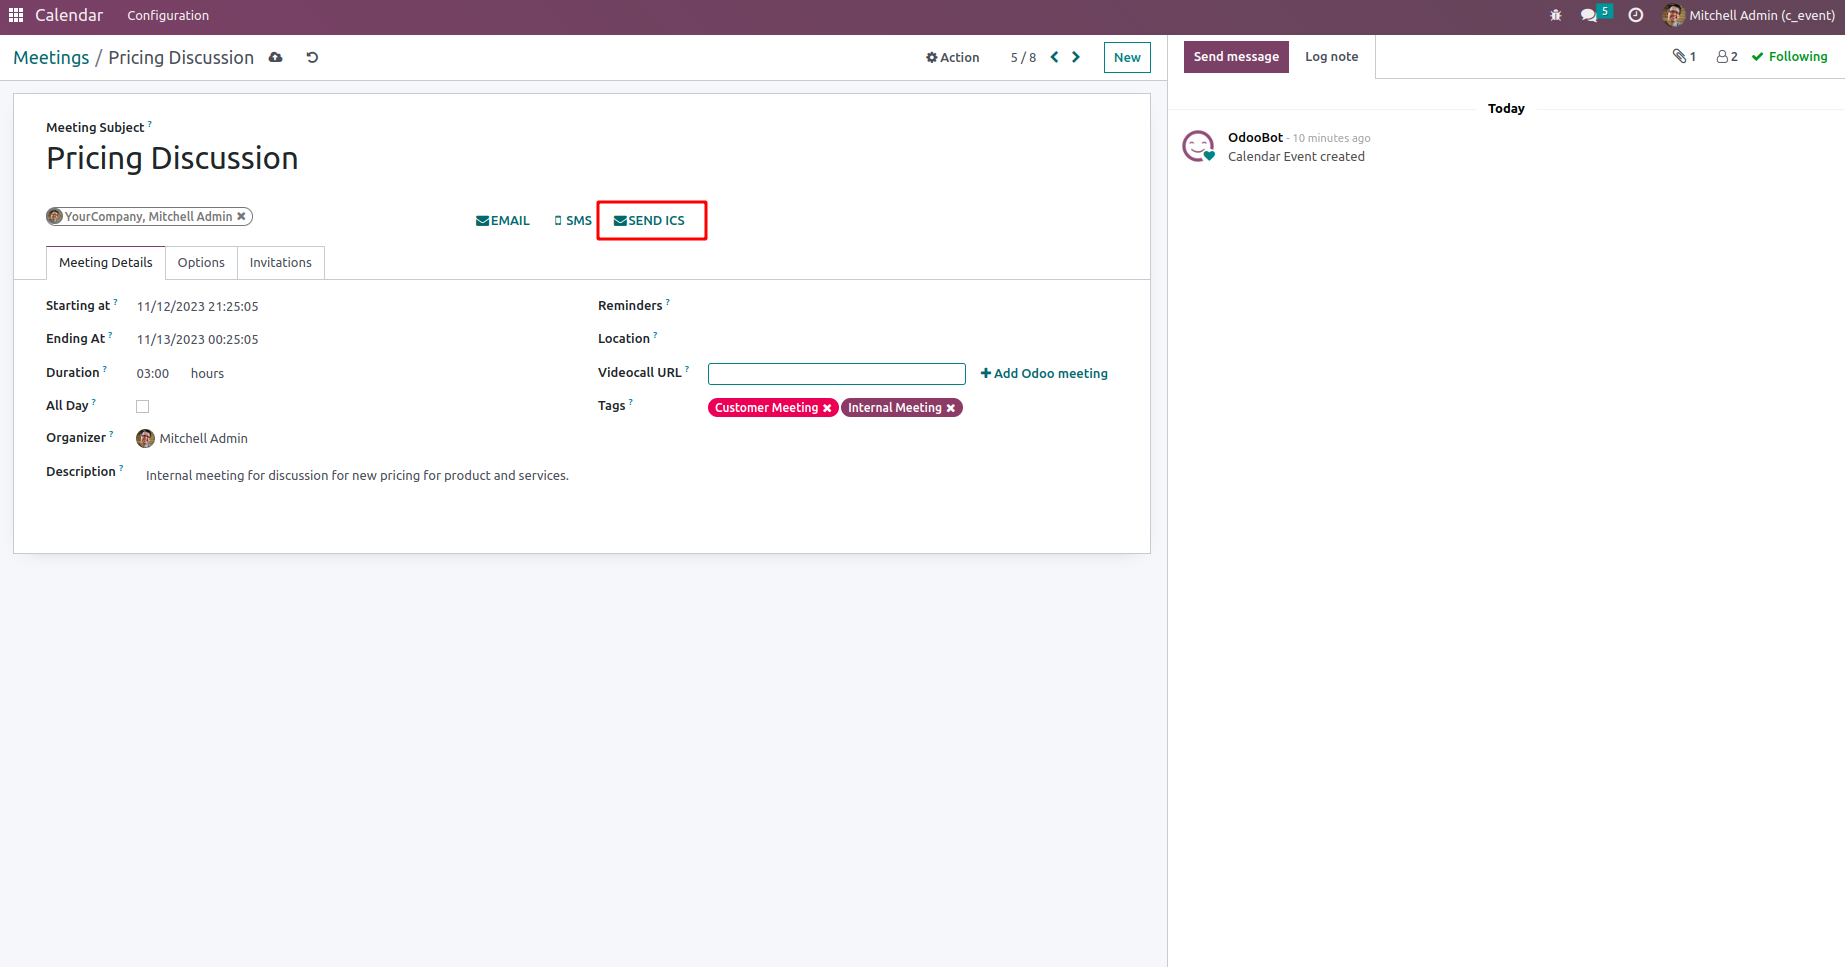 Calendar Configuration 5 Mitchell Admin (c_event)
Meetings / Pricing Discussion Action 5 / 8 New Send message Log note 1 2 Following
Meeting Subject ?
Pricing Discussion
YourCompany, Mitchell Admin EMAIL SMS SEND ICS
Meeting Details Options Invitations
Starting at ? 11/12/2023 21:25:05
Ending At ? 11/13/2023 00:25:05
Duration ? 03:00 hours
All Day ?
Organizer ? Mitchell Admin
Description ? Internal meeting for discussion for new pricing for product and services.
Reminders ?
Location ?
Videocall URL ? Add Odoo meeting
Tags ? Customer Meeting Internal Meeting
Today
OdooBot - 10 minutes ago
Calendar Event created